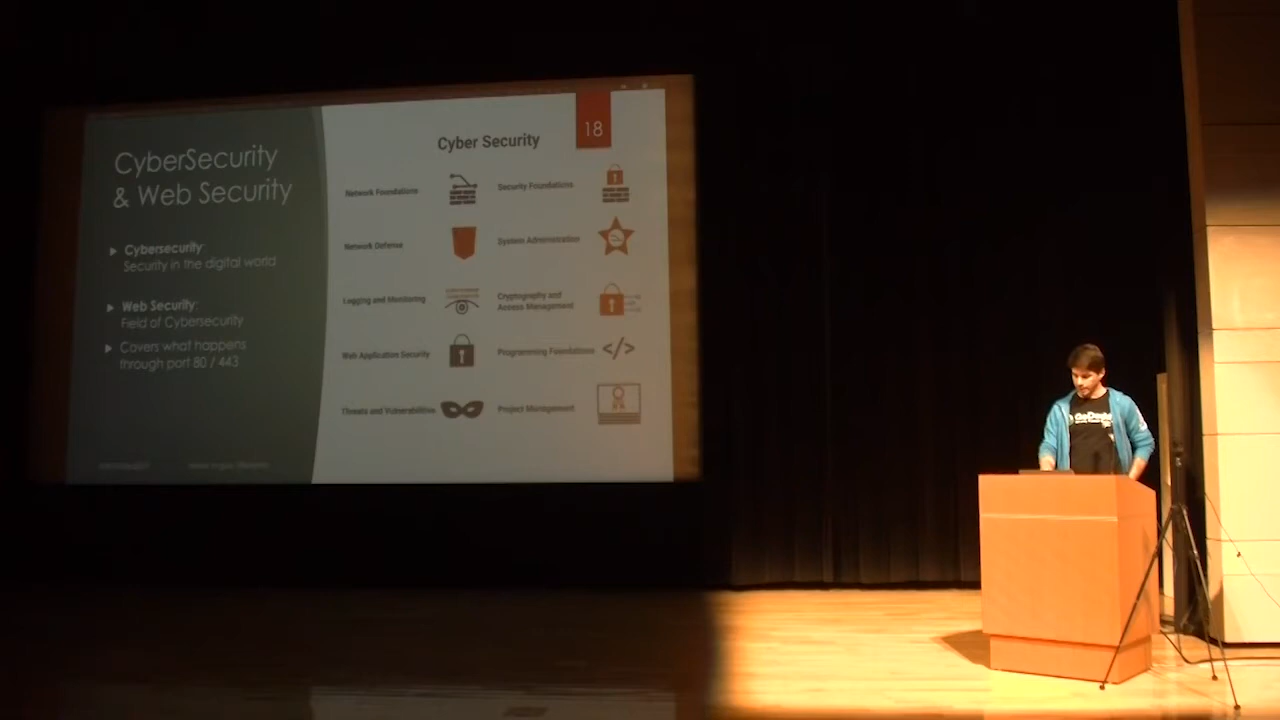 CyberSecurity
& Web Security
Cybersecurity:
Security in the digital world
Web Security:
Field of Cybersecurity
Covers what happens
through port 80 / 443
18
Cyber Security
Network Foundations
Security Foundations
Network Defense
System Administration
Logging and Monitoring
Cryptography and
Access Management
Web Application Security
Programming Foundations
</>
Threats and Vulnerabilities
Project Management